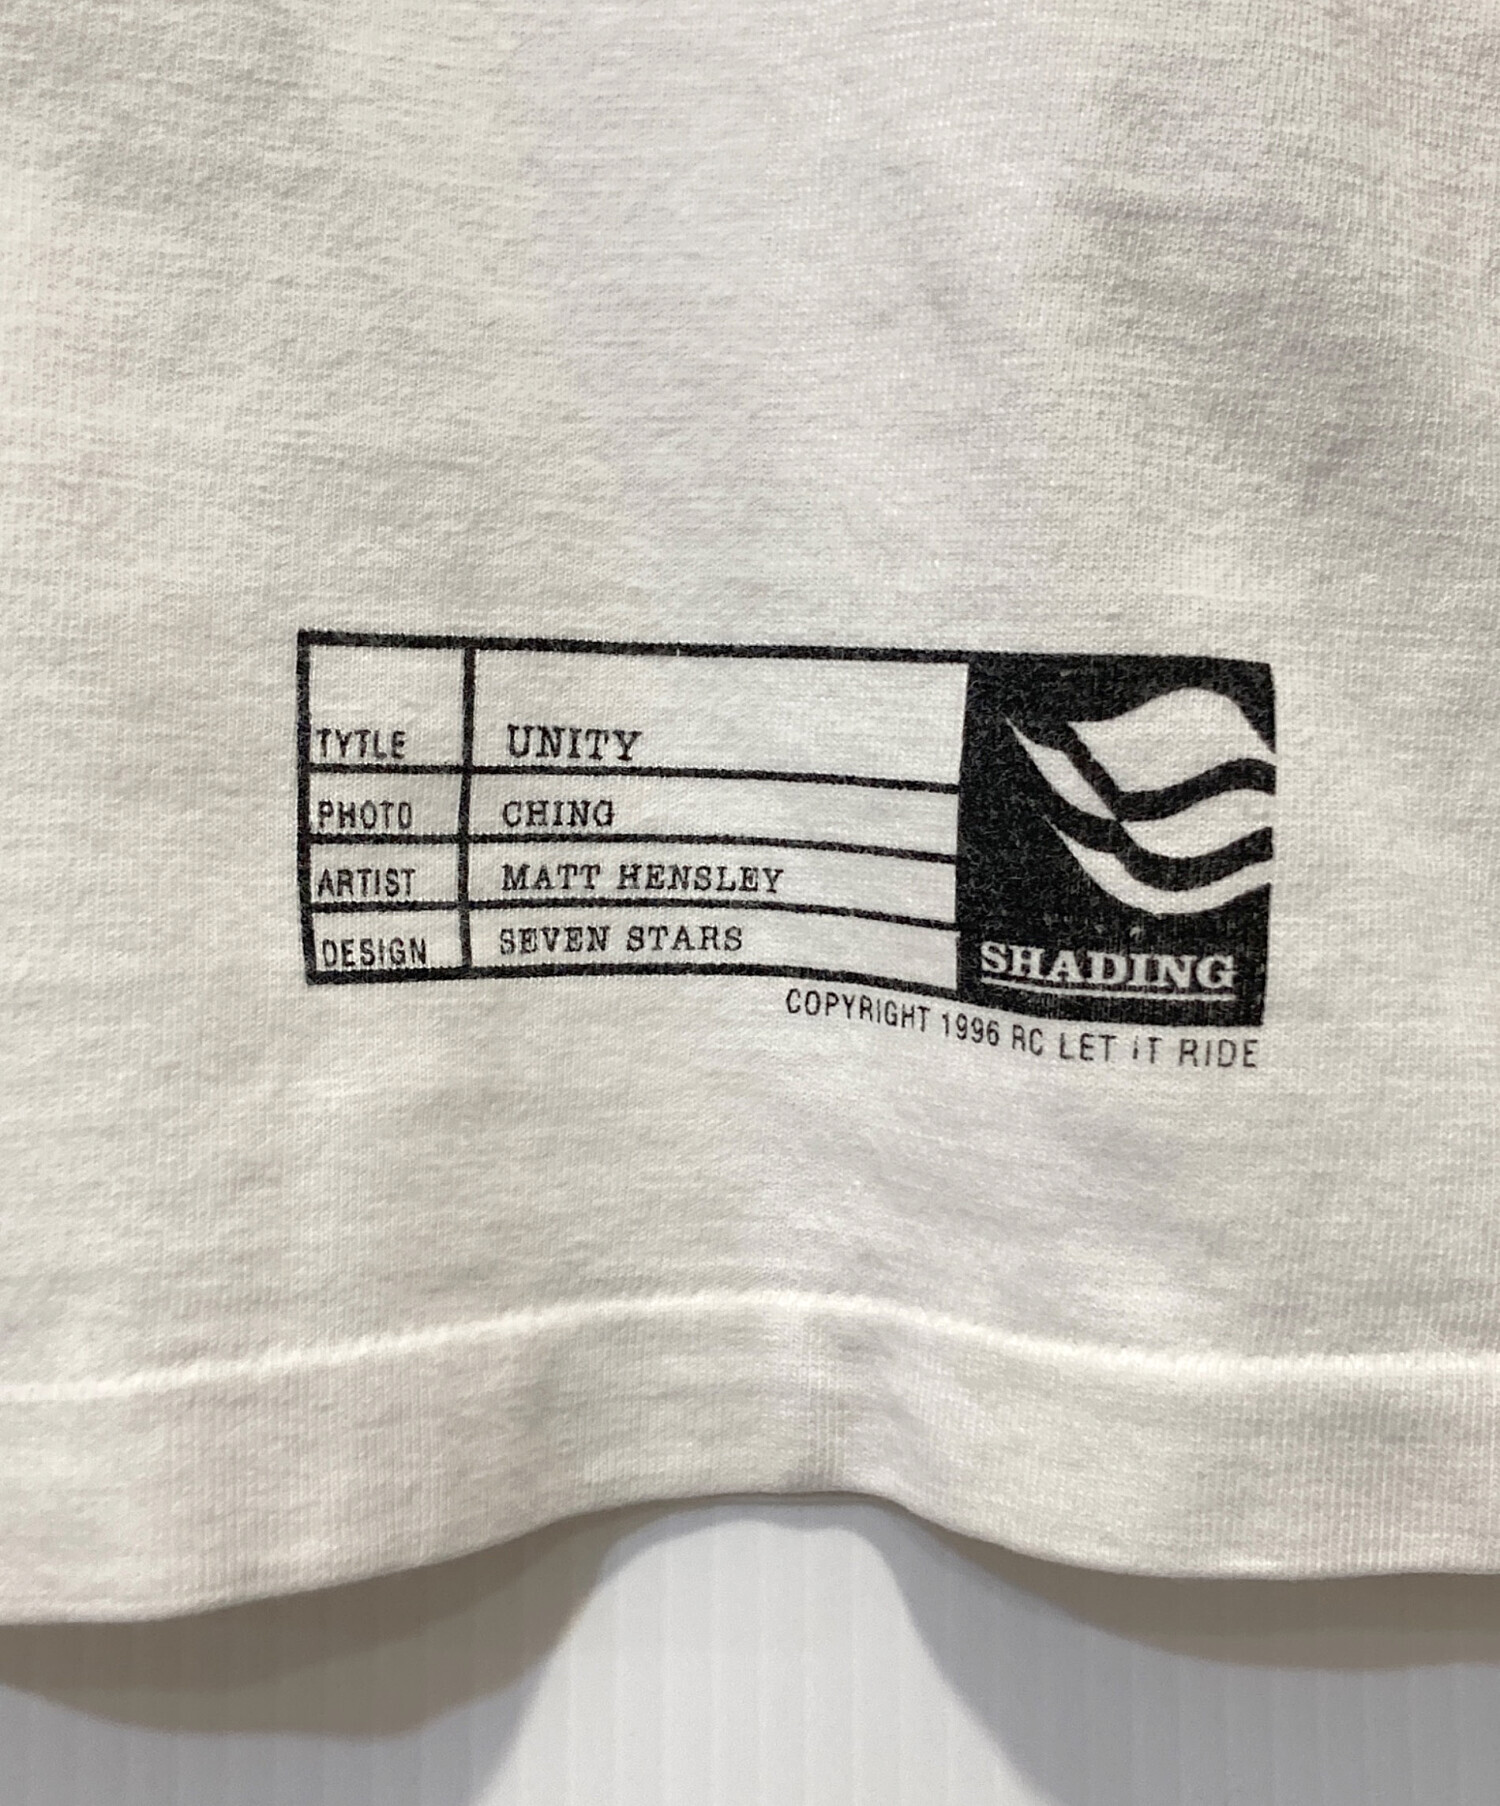 TYTLE UNITY
PHOTO CHING
ARTIST MATT HENSLEY
DESIGN SEVEN STARS
SHADING
COPYRIGHT 1996 RC LET IT RIDE